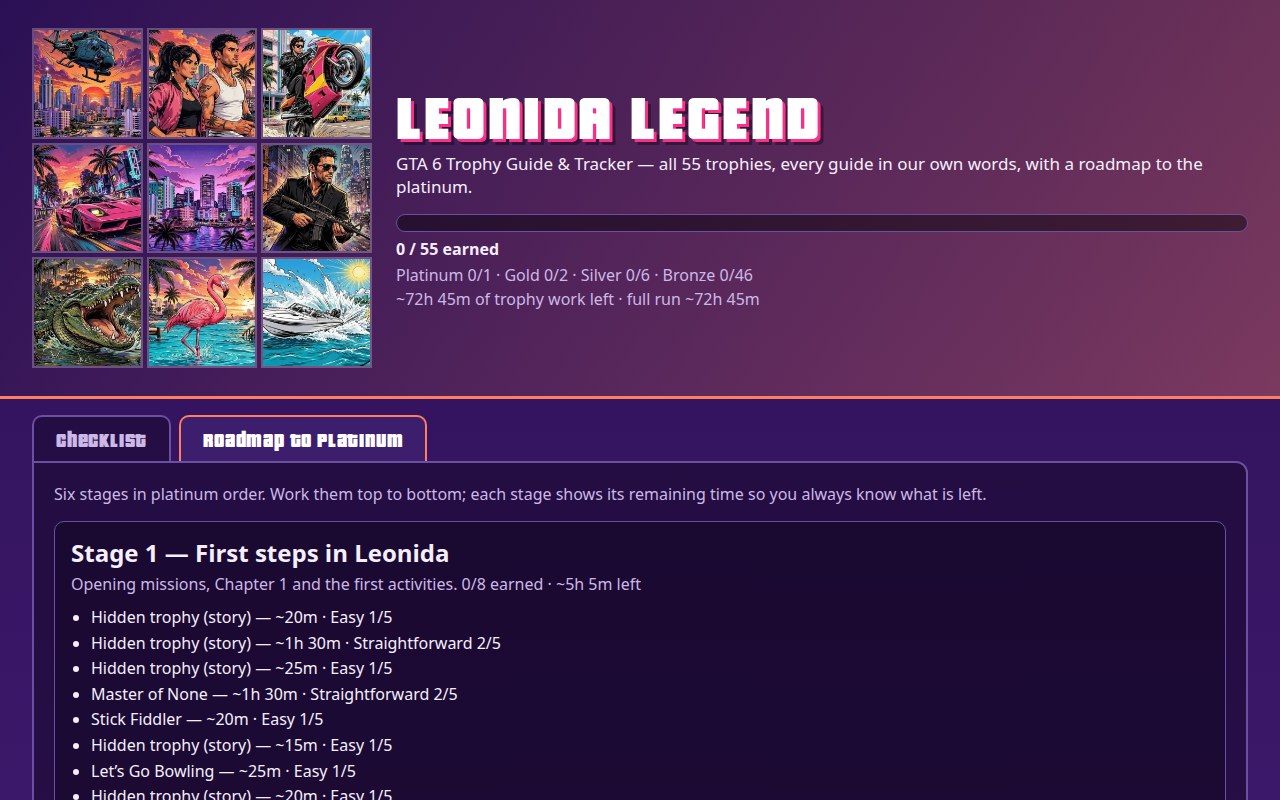 LEONIDA LEGEND
GTA 6 Trophy Guide & Tracker — all 55 trophies, every guide in our own words, with a roadmap to the
platinum.
0 / 55 earned
Platinum 0/1 · Gold 0/2 · Silver 0/6 · Bronze 0/46
~72h 45m of trophy work left · full run ~72h 45m
Checklist
Roadmap to Platinum
Six stages in platinum order. Work them top to bottom; each stage shows its remaining time so you always know what is left.
Stage 1 — First steps in Leonida
Opening missions, Chapter 1 and the first activities. 0/8 earned · ~5h 5m left
• Hidden trophy (story) — ~20m · Easy 1/5
• Hidden trophy (story) — ~1h 30m · Straightforward 2/5
• Hidden trophy (story) — ~25m · Easy 1/5
• Master of None — ~1h 30m · Straightforward 2/5
• Stick Fiddler — ~20m · Easy 1/5
• Hidden trophy (story) — ~15m · Easy 1/5
• Let’s Go Bowling — ~25m · Easy 1/5
• Hidden trophy (story) — ~20m · Easy 1/5